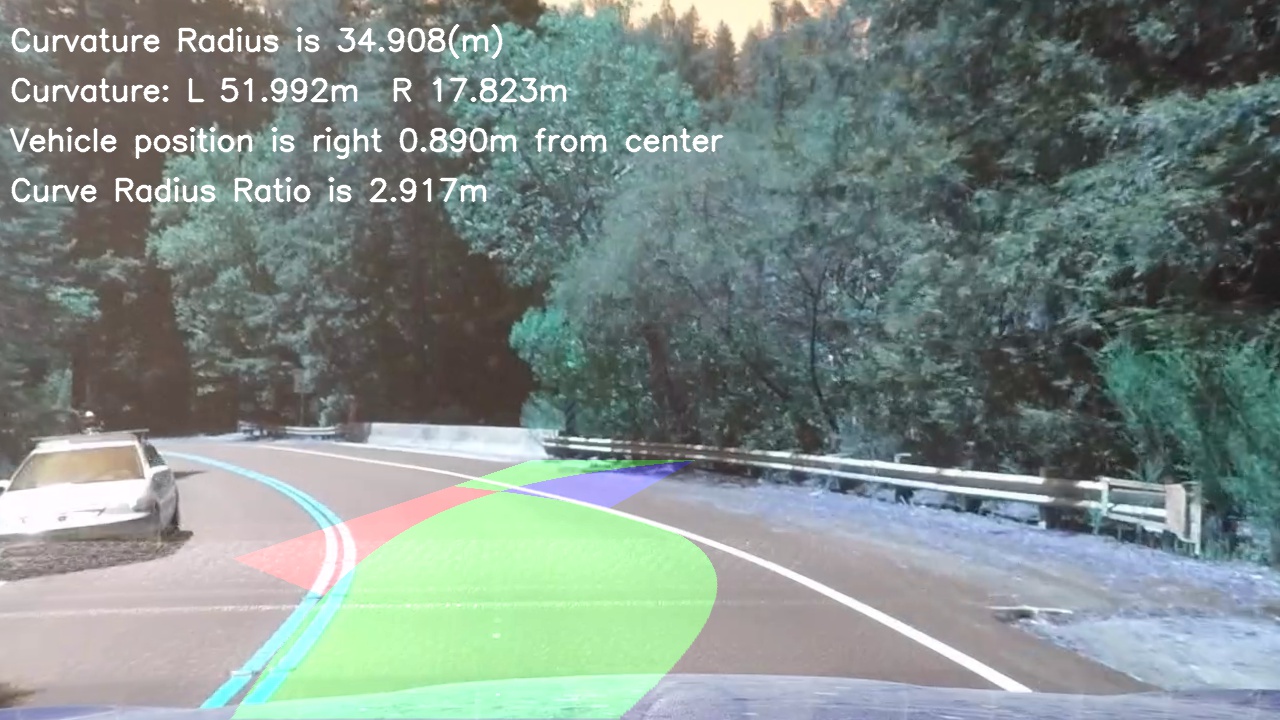 Curvature Radius is 34.908(m)
Curvature: L 51.992m R 17.823m
Vehicle position is right 0.890m from center
Curve Radius Ratio is 2.917m